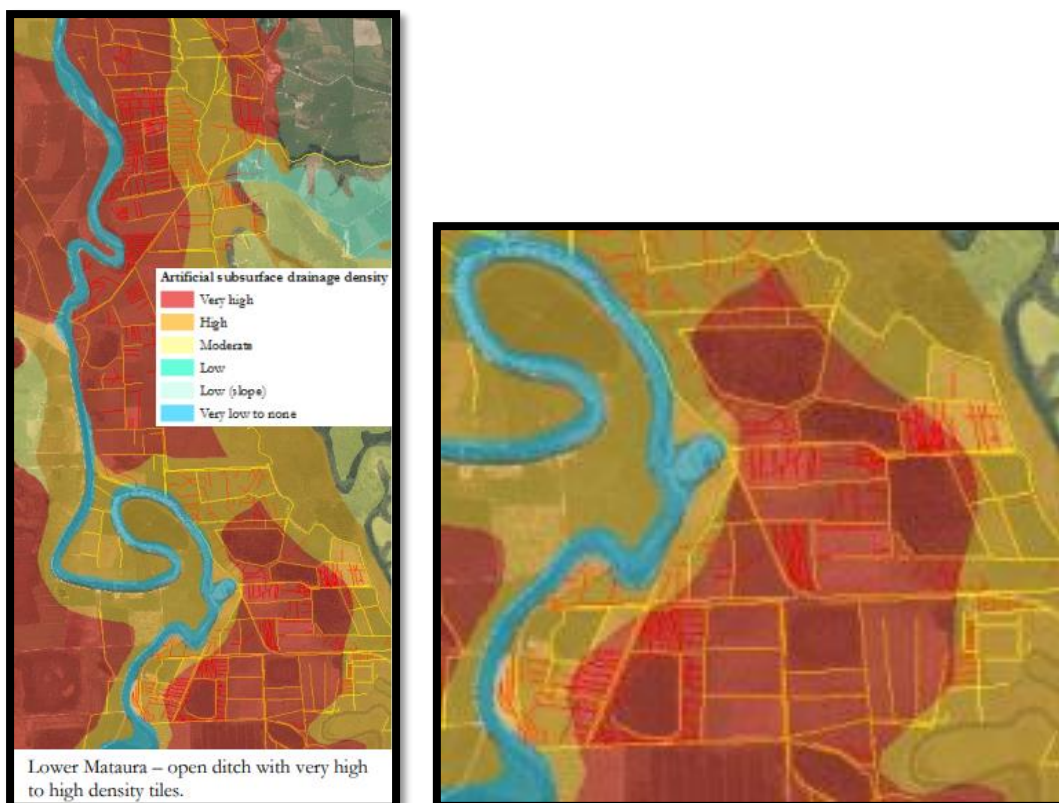 Artificial subsurface drainage density
Very high
High
Moderate
Low
Low (slope)
Very low to none
Lower Mataura – open ditch with very high
to high density tiles.